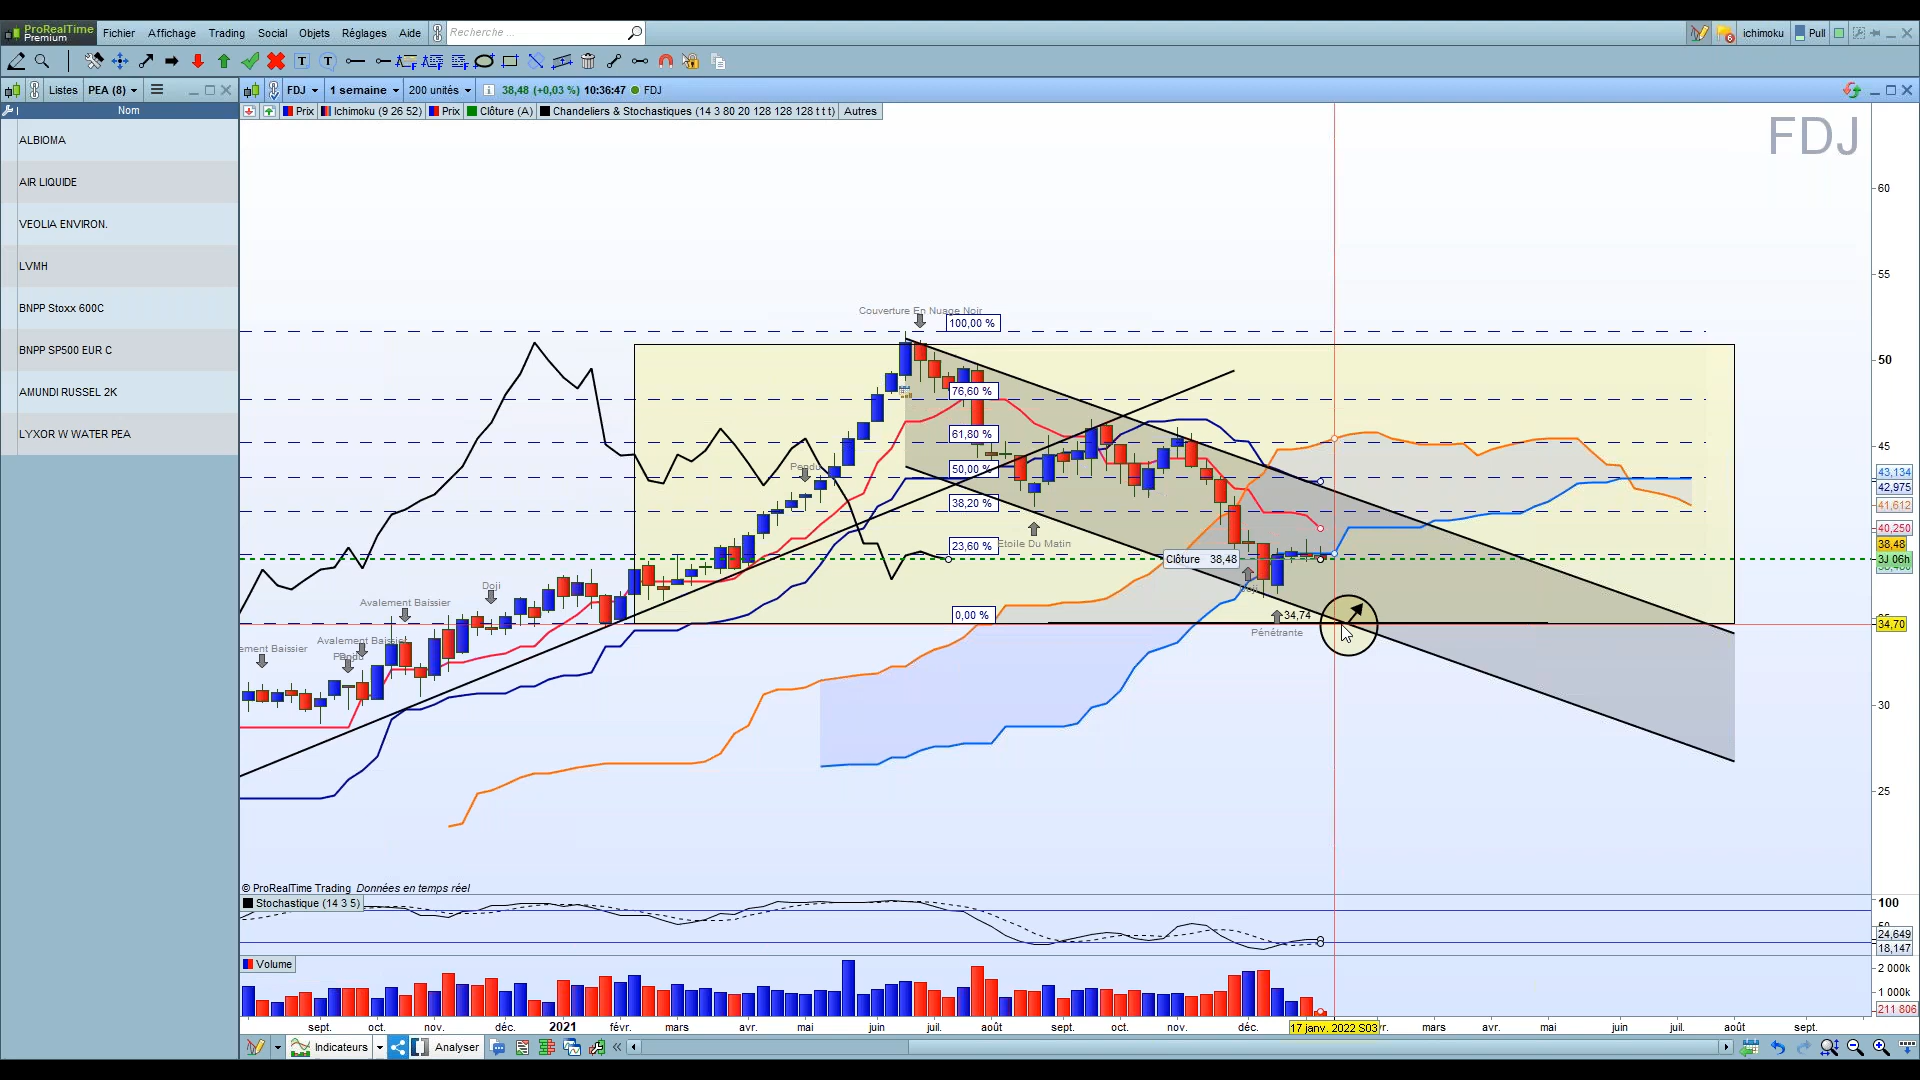 ProRealTime
Premium
Fichier Affichage Trading Social Objets Réglages Aide
Recherche ...
6 ichimoku Pull
Listes PEA (8)
FDJ 1 semaine 200 unités 38,48 (+0,03 %) 10:36:47 FDJ
Nom
Prix Ichimoku (9 26 52) Prix Clôture (A) Chandeliers & Stochastiques (14 3 80 20 128 128 128 t t t) Autres
FDJ
ALBIOMA
AIR LIQUIDE
VEOLIA ENVIRON.
LVMH
BNPP Stoxx 600C
BNPP SP500 EUR C
AMUNDI RUSSEL 2K
LYXOR W WATER PEA
60
55
Couverture En Nuage Noir
100,00 %
50
76,60 %
61,80 %
45
Pendu
50,00 %
43,134
42,975
38,20 %
41,612
40,250
Etoile Du Matin
23,60 %
38,48
Clôture 38,48
3J 06h
Doji
Avalement Baissier
0,00 %
34,74
34,70
Pénétrante
Avalement Baissier
ement Baissier
30
25
© ProRealTime Trading Données en temps réel
Stochastique (14 3 5)
100
24,649
18,147
Volume
2 000k
1 000k
211 806
sept. oct. nov. déc. 2021 févr. mars avr. mai juin juil. août sept. oct. nov. déc. 17 janv. 2022 S03 vr. mars avr. mai juin juil. août sept.
Indicateurs Analyser